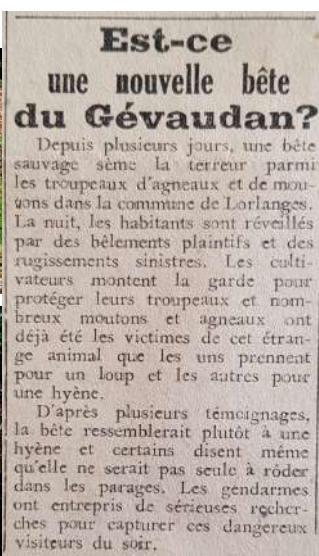 Est-ce
une nouvelle bête
du Gévaudan?
Depuis plusieurs jours, une bête
sauvage sème la terreur parmi
les troupeaux d'agneaux et de mou-
tons dans la commune de Lorlanges.
La nuit, les habitants sont réveillés
par des bêlements plaintifs et des
rugissements sinistres. Les culti-
vateurs montent la garde pour
protéger leurs troupeaux et nom-
breux moutons et agneaux ont
déjà été les victimes de cet étran-
ge animal que les uns prennent
pour un loup et les autres pour
une hyène.
D'après plusieurs témoignages,
la bête ressemblerait plutôt à une
hyène et certains disent même
qu'elle ne serait pas seule à rôder
dans les parages. Les gendarmes
ont entrepris de sérieuses recher-
ches pour capturer ces dangereux
visiteurs du soir.